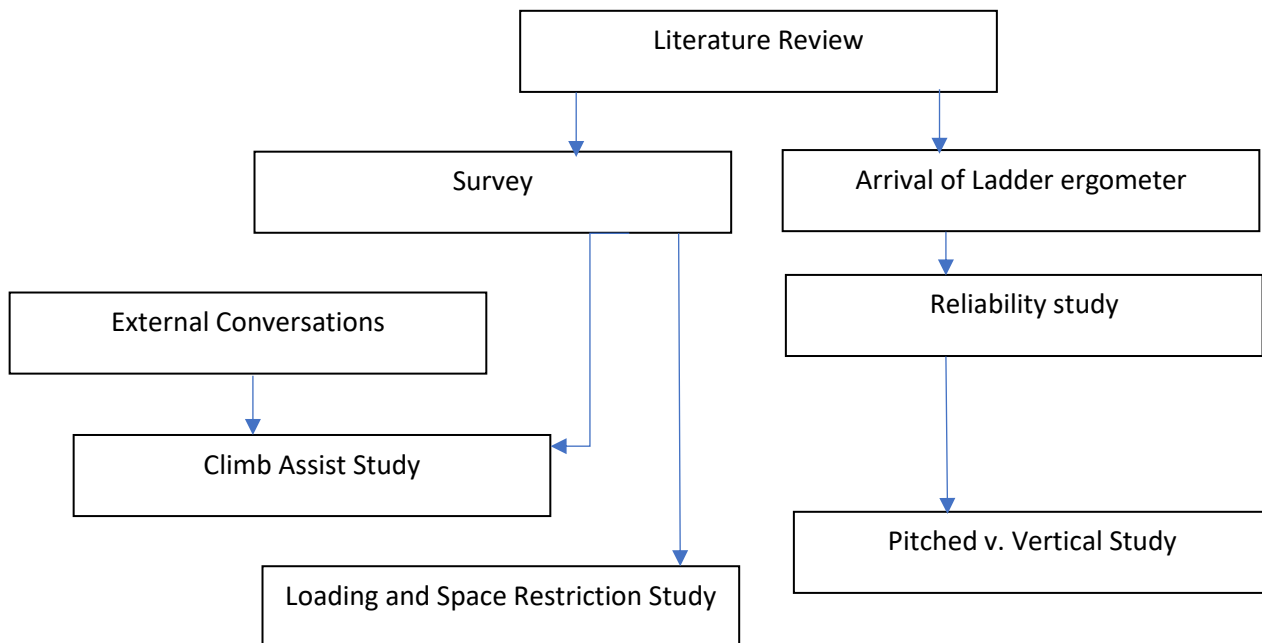 Literature Review
Survey
Arrival of Ladder ergometer
External Conversations
Reliability study
Climb Assist Study
Pitched v. Vertical Study
Loading and Space Restriction Study